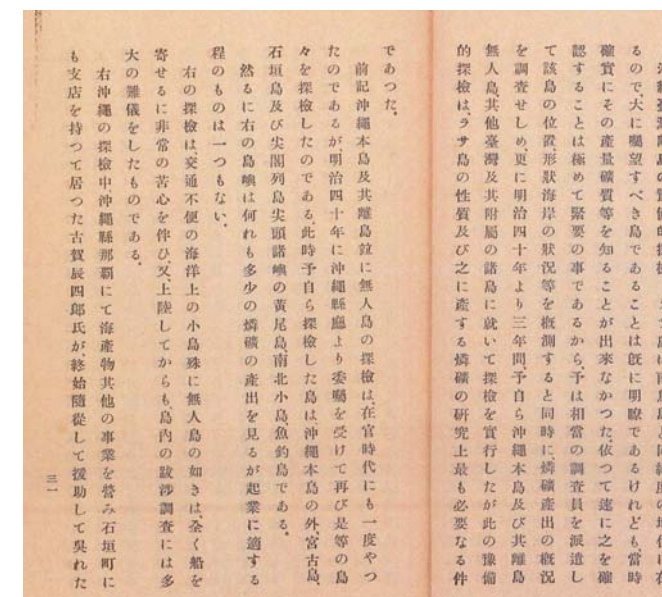 るので、大に囑望すべき島であることは既に明瞭であるけれども、當時
確實にその產量礦質等を知ることが出來なかつた、依つて速に之を確
認することは極めて緊要の事であるから、予は相當の調査員を派遣し
て該島の位置、形狀海岸の狀況等を槪測すると同時に、燐礦產出の槪況
を調査せしめ、更に明治四十年より三年間、予自ら沖繩本島及び其離島
無人島、其他臺灣及其附屬の諸島に就いて探檢を實行したが此の豫備
的探檢は、ラサ島の性質及び之に產する燐礦の研究上最も必要なる件
であつた。
前記沖繩本島及其離島竝に無人島の探檢は、在官時代にも一度やつ
たのであるが、明治四十年に沖繩縣廳より委囑を受けて再び是等の島
々を探檢したのである、此時予自ら探檢した島は、沖繩本島の外、宮古島、
石垣島及び尖閣列島尖頭諸嶼の黄尾島、南北小島、魚釣島である。
然るに右の島嶼は何れも多少の燐礦の產出を見るが起業に適する
程のものは一つもない。
右の探檢は、交通不便の海洋上の小島殊に無人島の如きは、全く船を
寄せるに非常の苦心を伴ひ、又上陸してからも、島內の跋涉調査には多
大の難儀をしたものである。
右沖繩の探檢中、沖繩縣那覇にて海產物其他の事業を營み石垣町に
も支店を持つて居つた古賀辰四郎氏が、終始隨從して援助して吳れた
三一